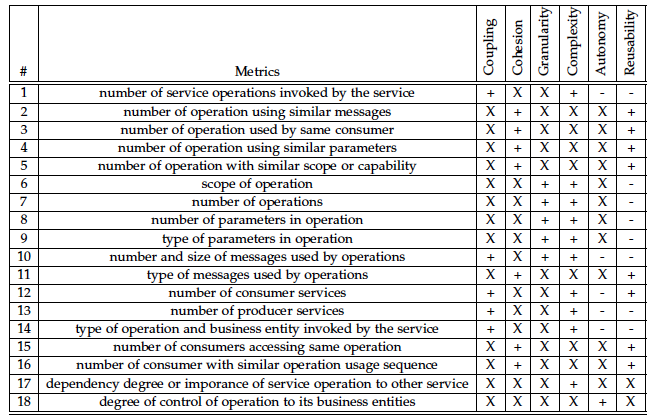 # Metrics Coupling Cohesion Granularity Complexity Autonomy Reusability
1 number of service operations invoked by the service + X X + - -
2 number of operation using similar messages X + X X X +
3 number of operation used by same consumer X + X X X +
4 number of operation using similar parameters X + X X X +
5 number of operation with similar scope or capability X + X X X +
6 scope of operation X X + + X -
7 number of operations X X + + X -
8 number of parameters in operation X X + + X -
9 type of parameters in operation X X + + X -
10 number and size of messages used by operations + X + + - -
11 type of messages used by operations X + X X X +
12 number of consumer services + X X + - +
13 number of producer services + X X + - -
14 type of operation and business entity invoked by the service + X X + - -
15 number of consumers accessing same operation X + X X X +
16 number of consumer with similar operation usage sequence X + X X X +
17 dependency degree or imporance of service operation to other service X X X + X X
18 degree of control of operation to its business entities X X X X + X